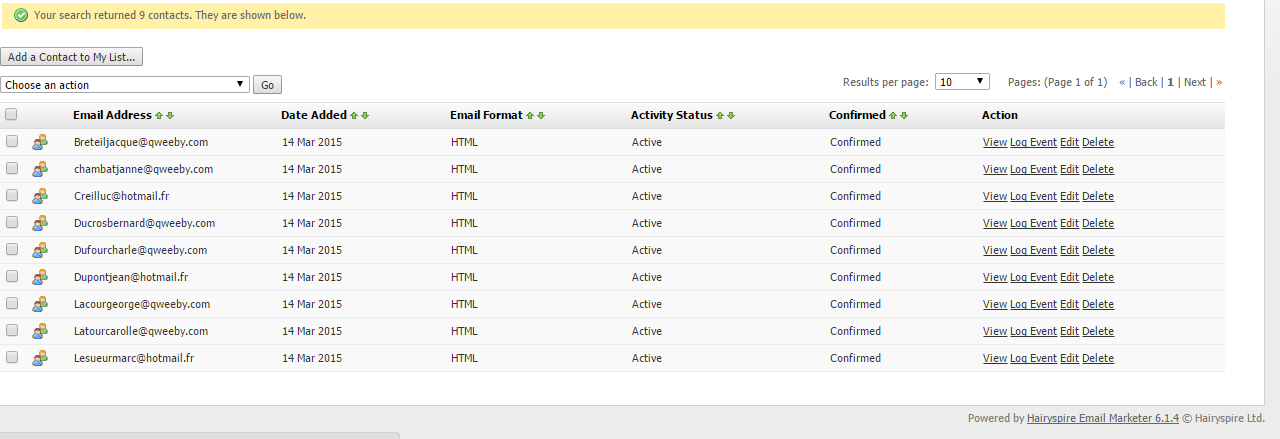 Your search returned 9 contacts. They are shown below.
Add a Contact to My List...
Choose an action Go Results per page: 10 Pages: (Page 1 of 1) « | Back | 1 | Next | »
Email Address Date Added Email Format Activity Status Confirmed Action
Breteiljacque@qweeby.com 14 Mar 2015 HTML Active Confirmed View Log Event Edit Delete
chambatjanne@qweeby.com 14 Mar 2015 HTML Active Confirmed View Log Event Edit Delete
Creilluc@hotmail.fr 14 Mar 2015 HTML Active Confirmed View Log Event Edit Delete
Ducrosbernard@qweeby.com 14 Mar 2015 HTML Active Confirmed View Log Event Edit Delete
Dufourcharle@qweeby.com 14 Mar 2015 HTML Active Confirmed View Log Event Edit Delete
Dupontjean@hotmail.fr 14 Mar 2015 HTML Active Confirmed View Log Event Edit Delete
Lacourgeorge@qweeby.com 14 Mar 2015 HTML Active Confirmed View Log Event Edit Delete
Latourcarolle@qweeby.com 14 Mar 2015 HTML Active Confirmed View Log Event Edit Delete
Lesueurmarc@hotmail.fr 14 Mar 2015 HTML Active Confirmed View Log Event Edit Delete
Powered by Hairyspire Email Marketer 6.1.4 © Hairyspire Ltd.